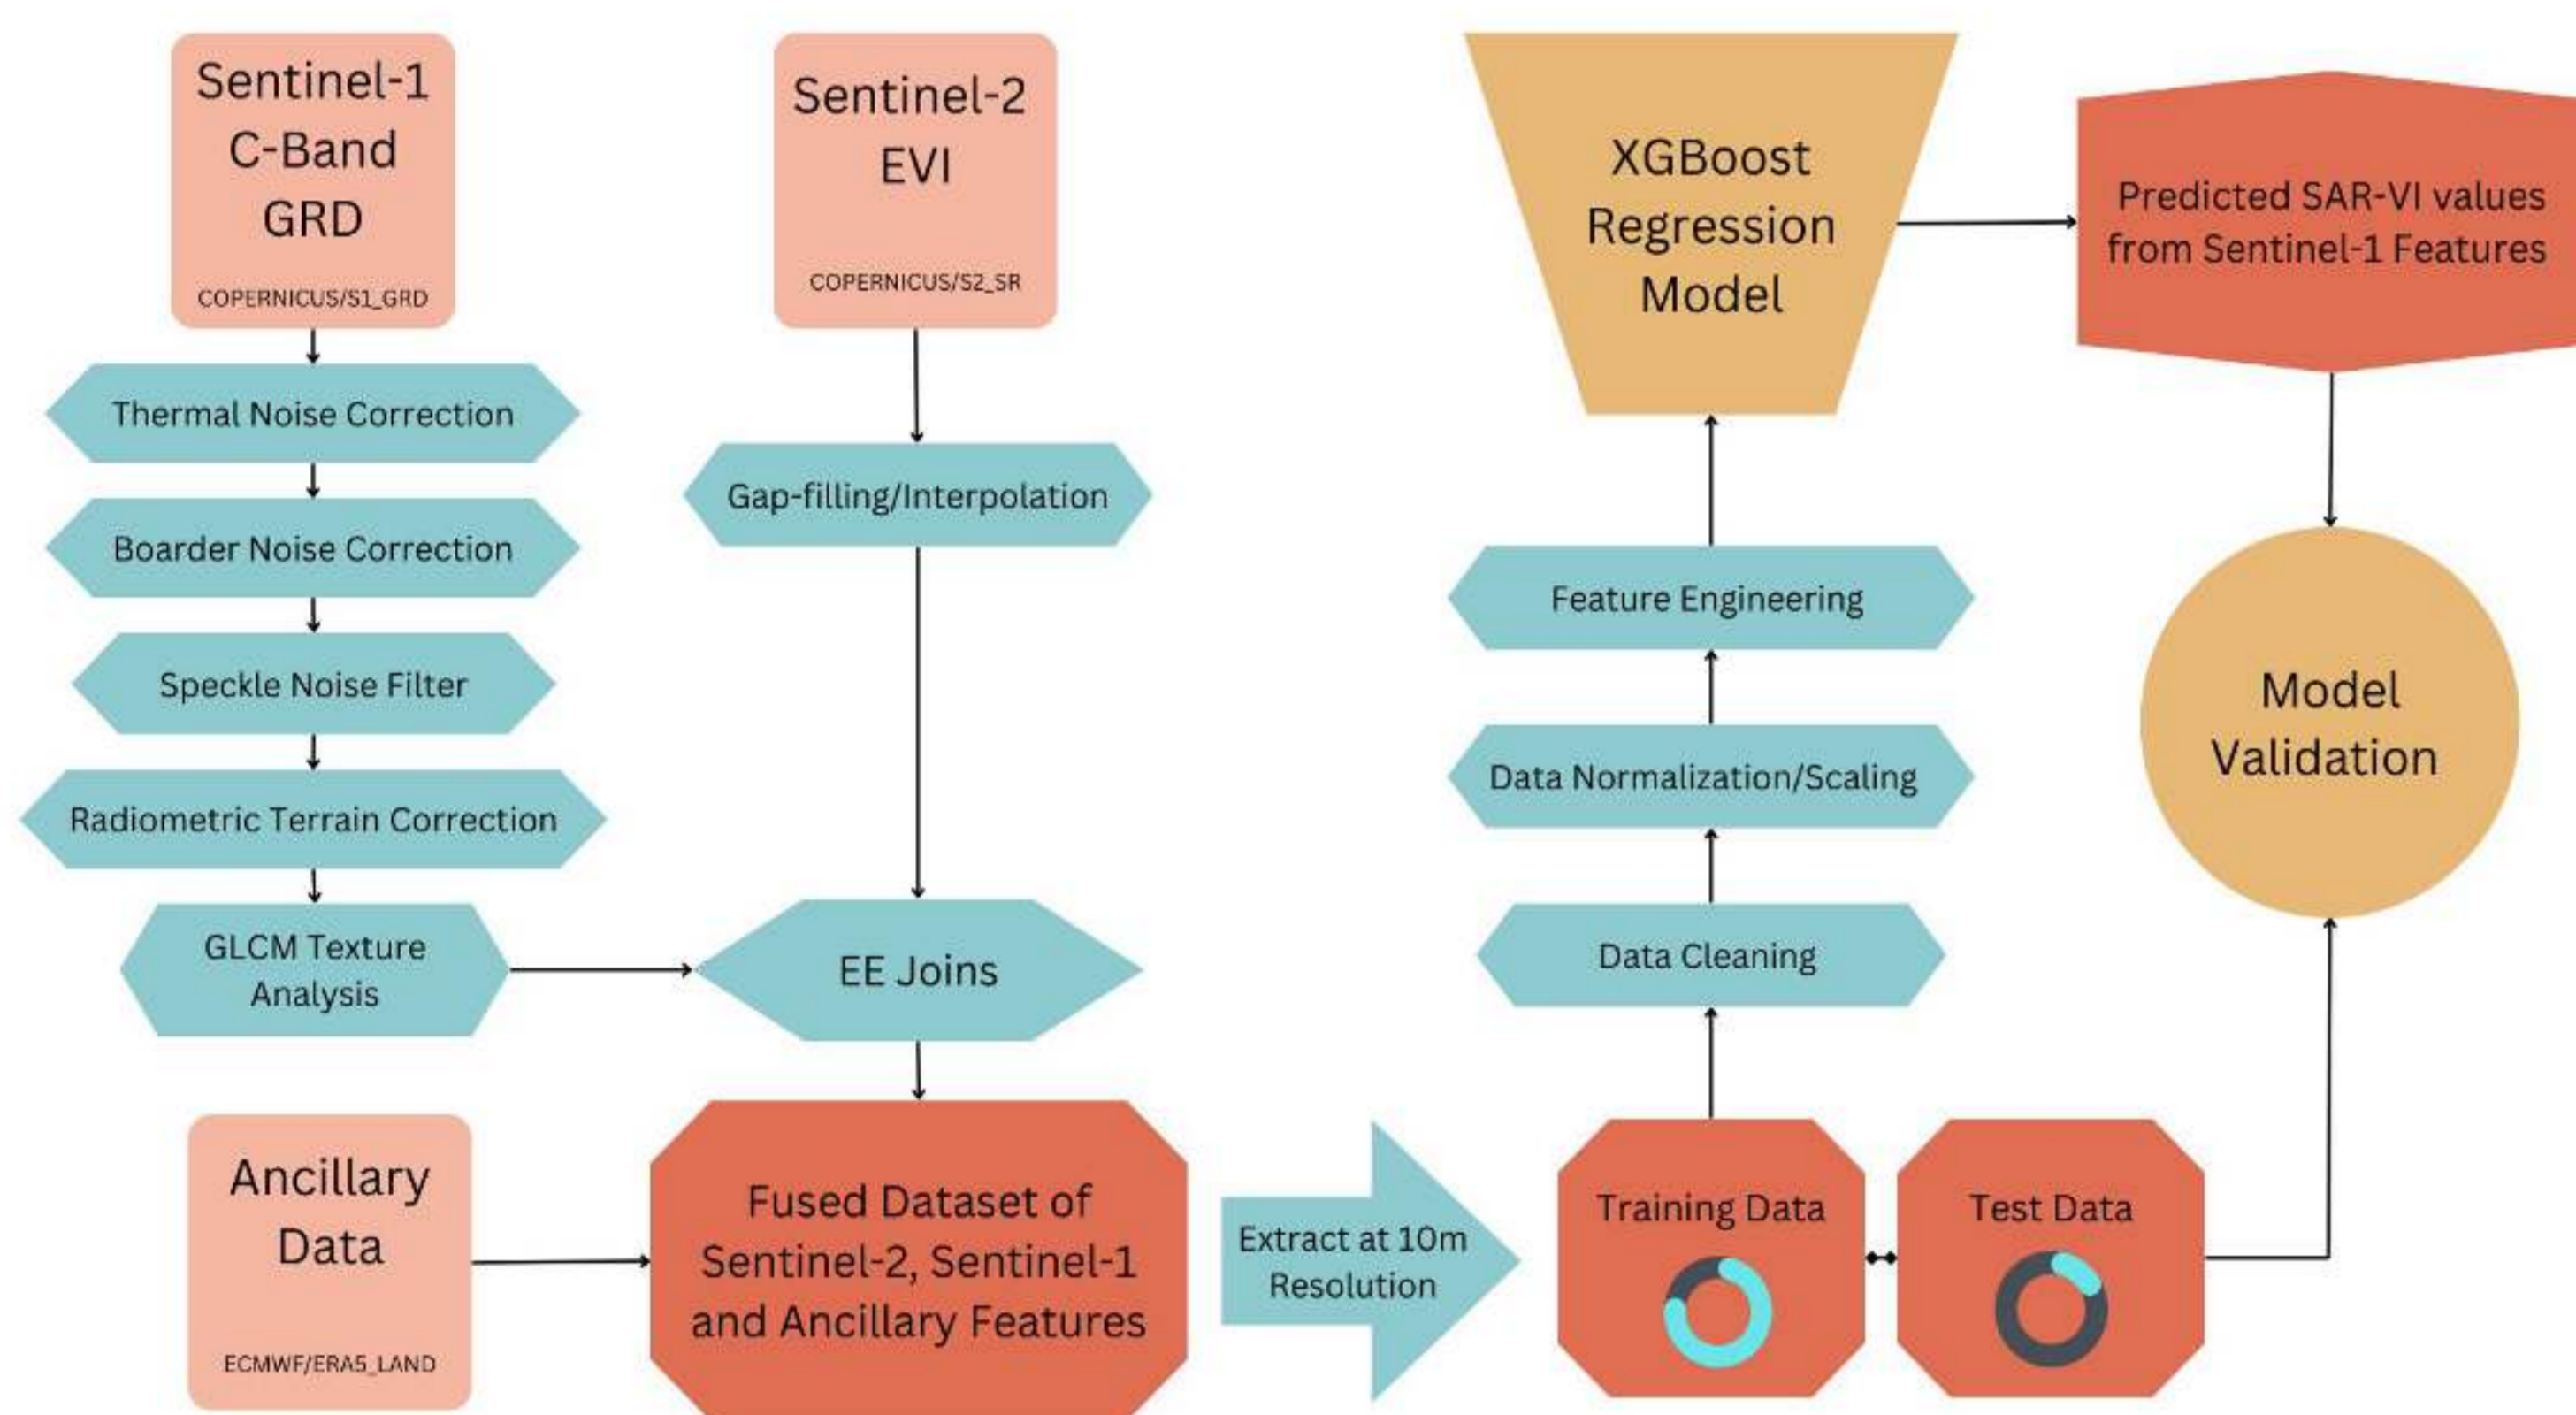 Sentinel-1
C-Band
GRD
COPERNICUS/S1_GRD
Thermal Noise Correction
Boarder Noise Correction
Speckle Noise Filter
Radiometric Terrain Correction
GLCM Texture
Analysis
Sentinel-2
EVI
COPERNICUS/S2_SR
Gap-filling/Interpolation
EE Joins
Ancillary
Data
ECMWF/ERA5_LAND
Fused Dataset of
Sentinel-2, Sentinel-1
and Ancillary Features
Extract at 10m
Resolution
Training Data
Test Data
Data Cleaning
Data Normalization/Scaling
Feature Engineering
XGBoost
Regression
Model
Predicted SAR-VI values
from Sentinel-1 Features
Model
Validation